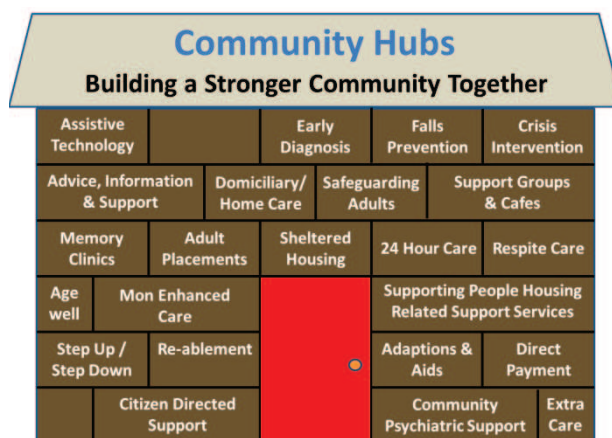 Community Hubs
Building a Stronger Community Together
Assistive
Technology
Early
Diagnosis
Falls
Prevention
Crisis
Intervention
Advice, Information
& Support
Domiciliary/
Home Care
Safeguarding
Adults
Support Groups
& Cafes
Memory
Clinics
Adult
Placements
Sheltered
Housing
24 Hour Care
Respite Care
Age
well
Mon Enhanced
Care
Supporting People Housing
Related Support Services
Step Up /
Step Down
Re-ablement
Adaptions &
Aids
Direct
Payment
Citizen Directed
Support
Community
Psychiatric Support
Extra
Care